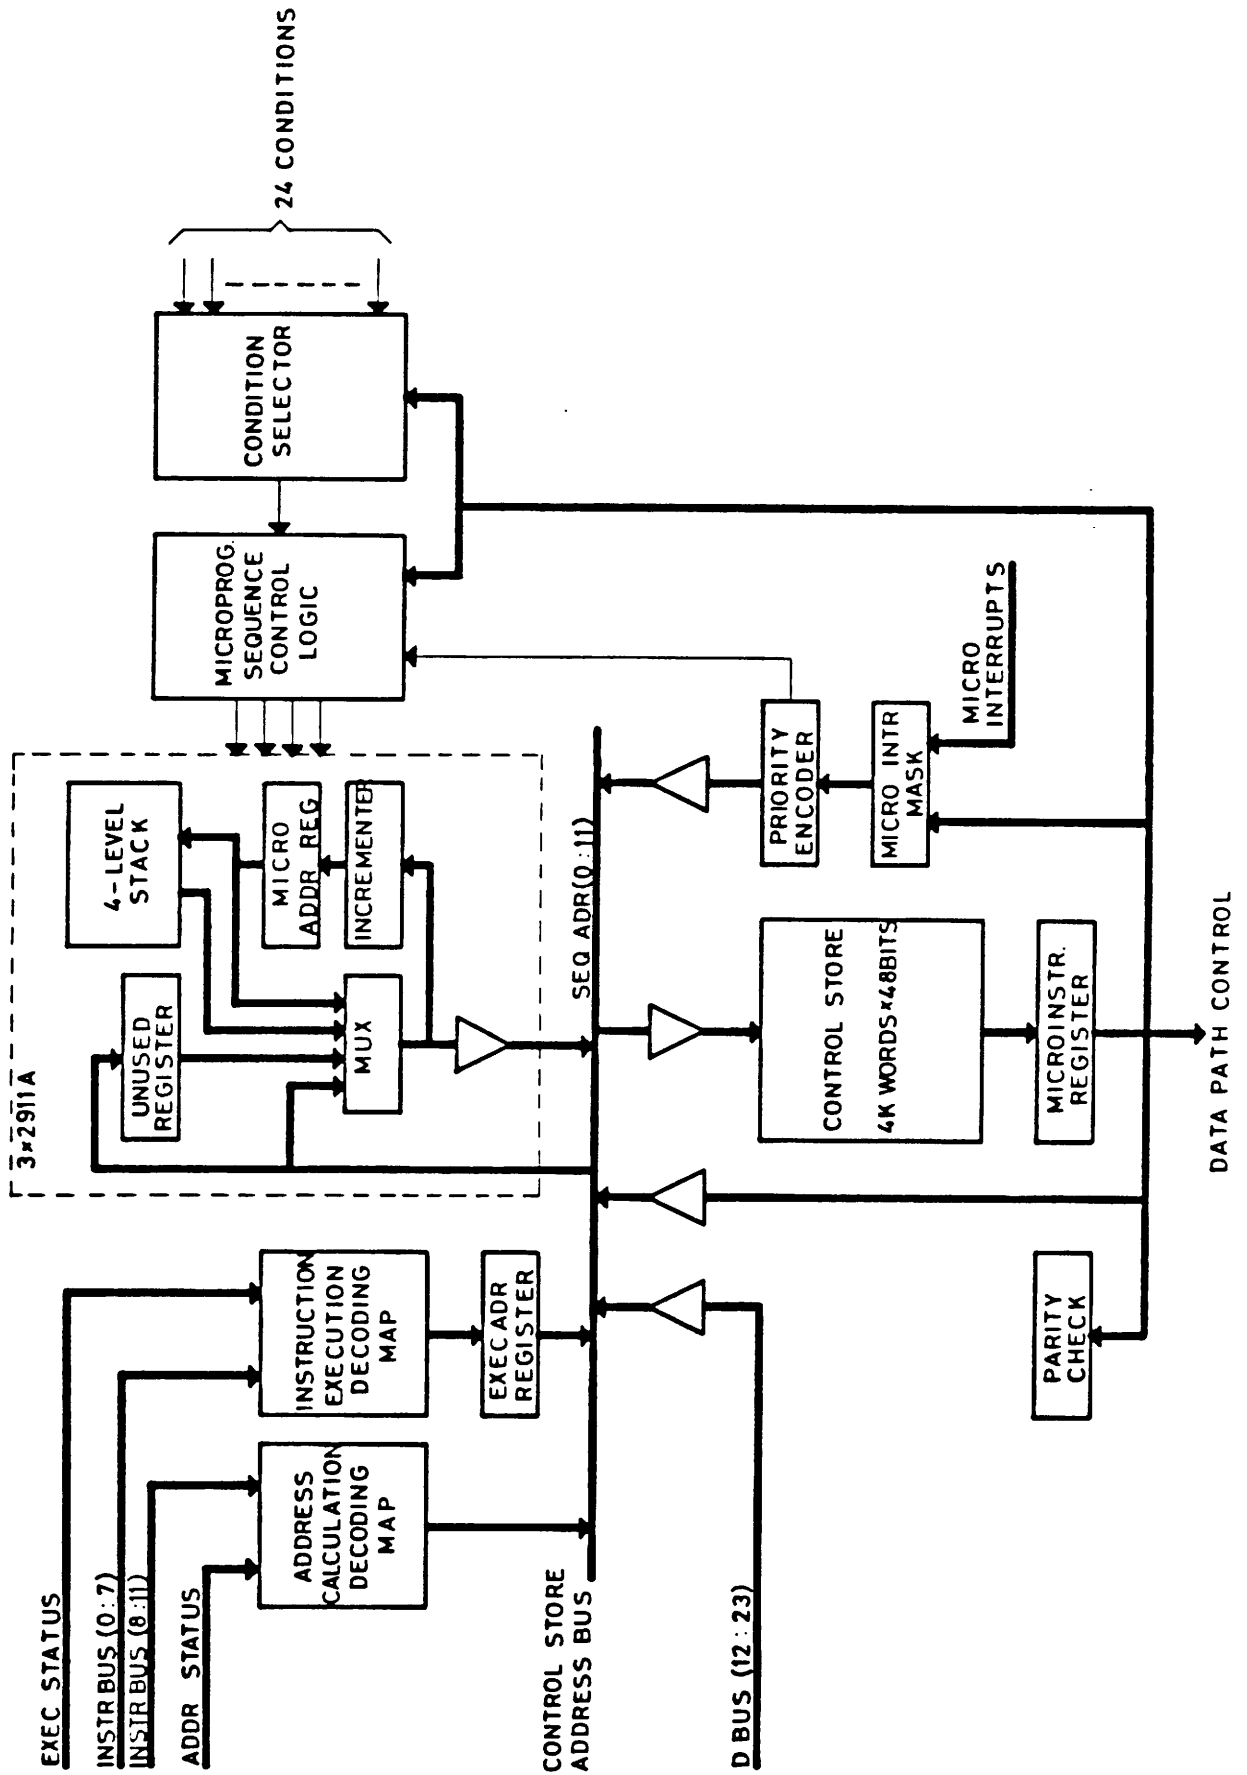 EXEC STATUS
INSTR BUS (0:7)
INSTR BUS (8:11)
ADDR STATUS
ADDRESS
CALCULATION
DECODING
MAP
INSTRUCTION
EXECUTION
DECODING
MAP
EXEC ADR
REGISTER
CONTROL STORE
ADDRESS BUS
D BUS (12:23)
3×2911A
UNUSED
REGISTER
4-LEVEL
STACK
MUX
MICRO
ADDR REG
INCREMENTER
SEQ ADR(0:11)
MICROPROG.
SEQUENCE
CONTROL
LOGIC
CONDITION
SELECTOR
24 CONDITIONS
CONTROL STORE
4K WORDS×48BITS
MICROINSTR.
REGISTER
PRIORITY
ENCODER
MICRO INTR
MASK
MICRO
INTERRUPTS
PARITY
CHECK
DATA PATH CONTROL